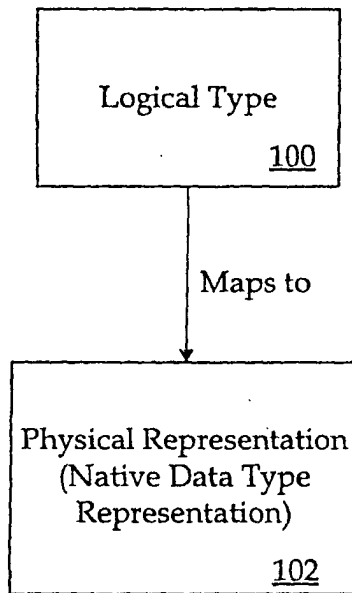 Logical Type
100
Maps to
Physical Representation
(Native Data Type
Representation)
102